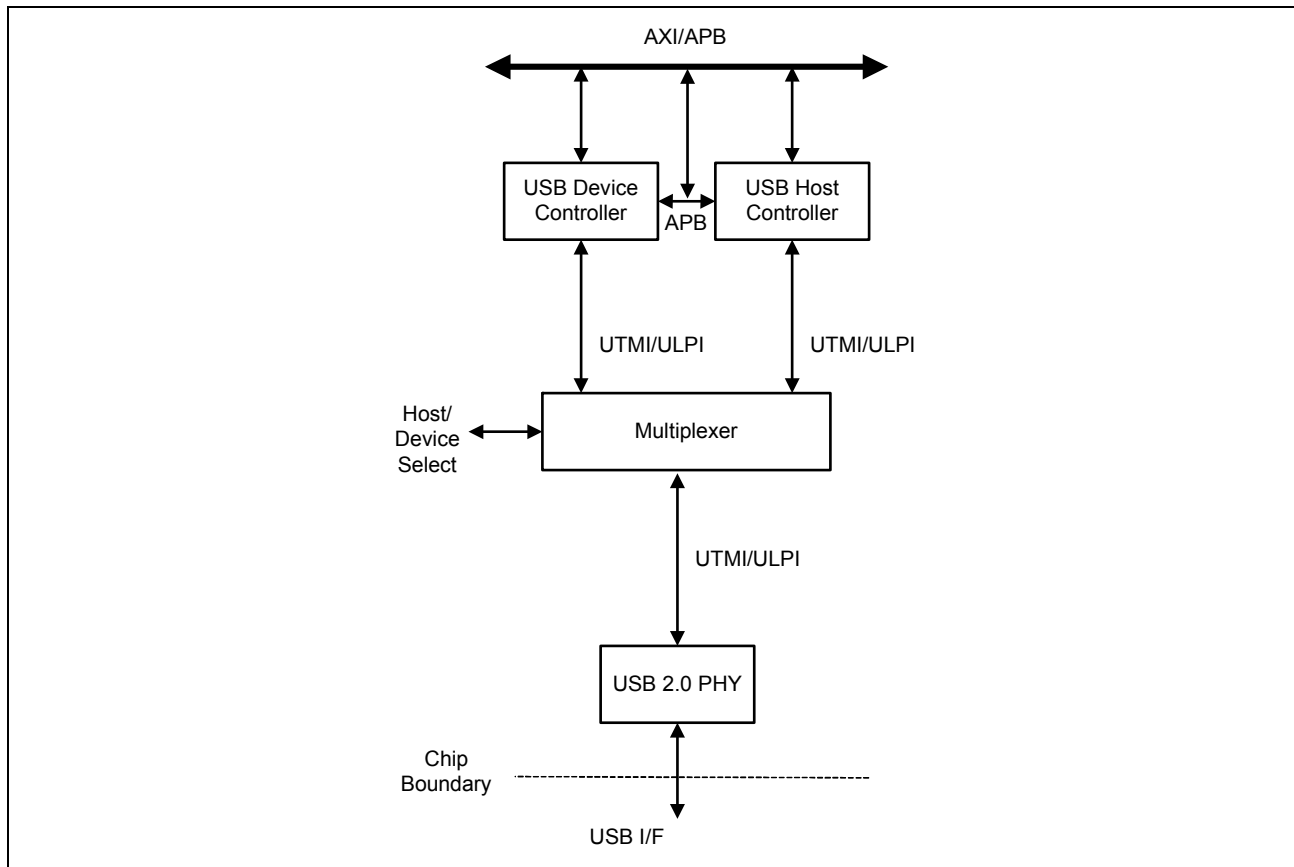 AXI/APB
USB Device
Controller
USB Host
Controller
APB
UTMI/ULPI
UTMI/ULPI
Host/
Device
Select
Multiplexer
UTMI/ULPI
USB 2.0 PHY
Chip
Boundary
USB I/F